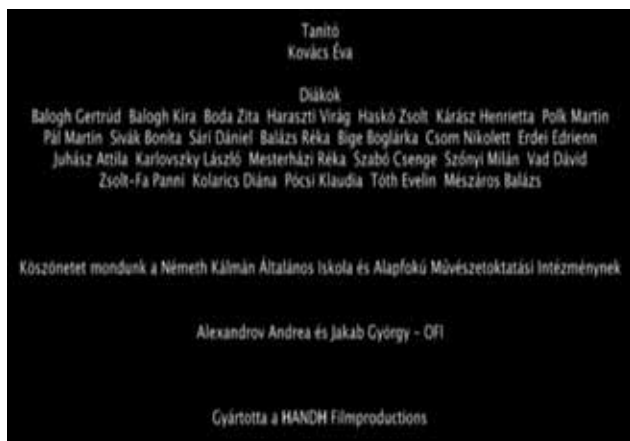 Tanító
Kovács Éva
Diákok
Balogh Gertrúd Balogh Kira Boda Zita Haraszti Virág Haskó Zsolt Kárász Henrietta Polk Martin
Pál Martin Sivák Bonita Sári Dániel Balázs Réka Bige Boglárka Csom Nikolett Erdei Edrienn
Juhász Attila Karlovszky László Mesterházi Réka Szabó Csenge Szőnyi Milán Vad Dávid
Zsolt-Fa Panni Kolarics Diána Pócsi Klaudia Tóth Evelin Mészáros Balázs
Köszönetet mondunk a Németh Kálmán Általános Iskola és Alapfokú Művészetoktatási Intézménynek
Alexandrov Andrea és Jakab György - OFI
Gyártotta a HANDH Filmproductions